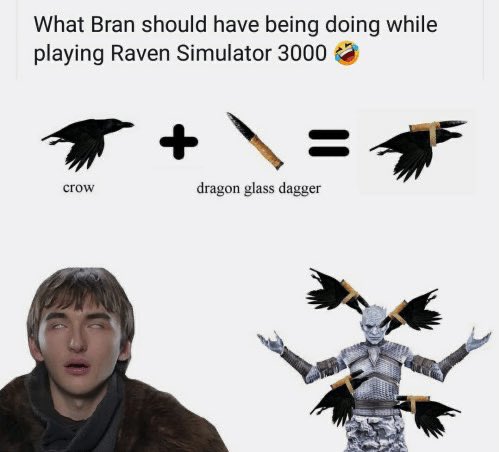 What Bran should have being doing while
playing Raven Simulator 3000 🤣
crow
dragon glass dagger